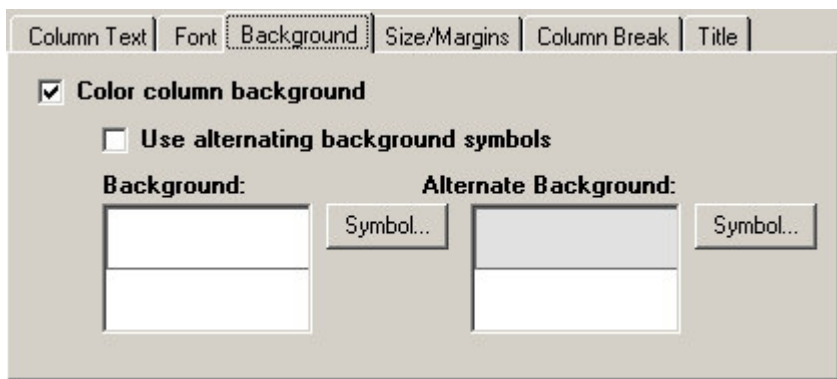 Column Text Font Background Size/Margins Column Break Title
Color column background
Use alternating background symbols
Background: Alternate Background:
Symbol... Symbol...